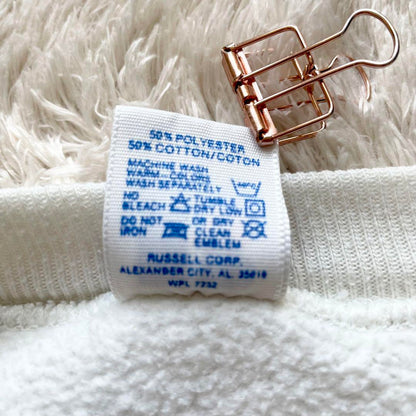 50% POLYESTER
50% COTTON/COTON
MACHINE WASH
WARM-COLORS
WASH SEPARATELY
NO TUMBLE
BLEACH DRY LOW
DO NOT OR DRY
IRON CLEAN
EMBLEM
RUSSELL CORP.
ALEXANDER CITY, AL. 35010
WPL 7232